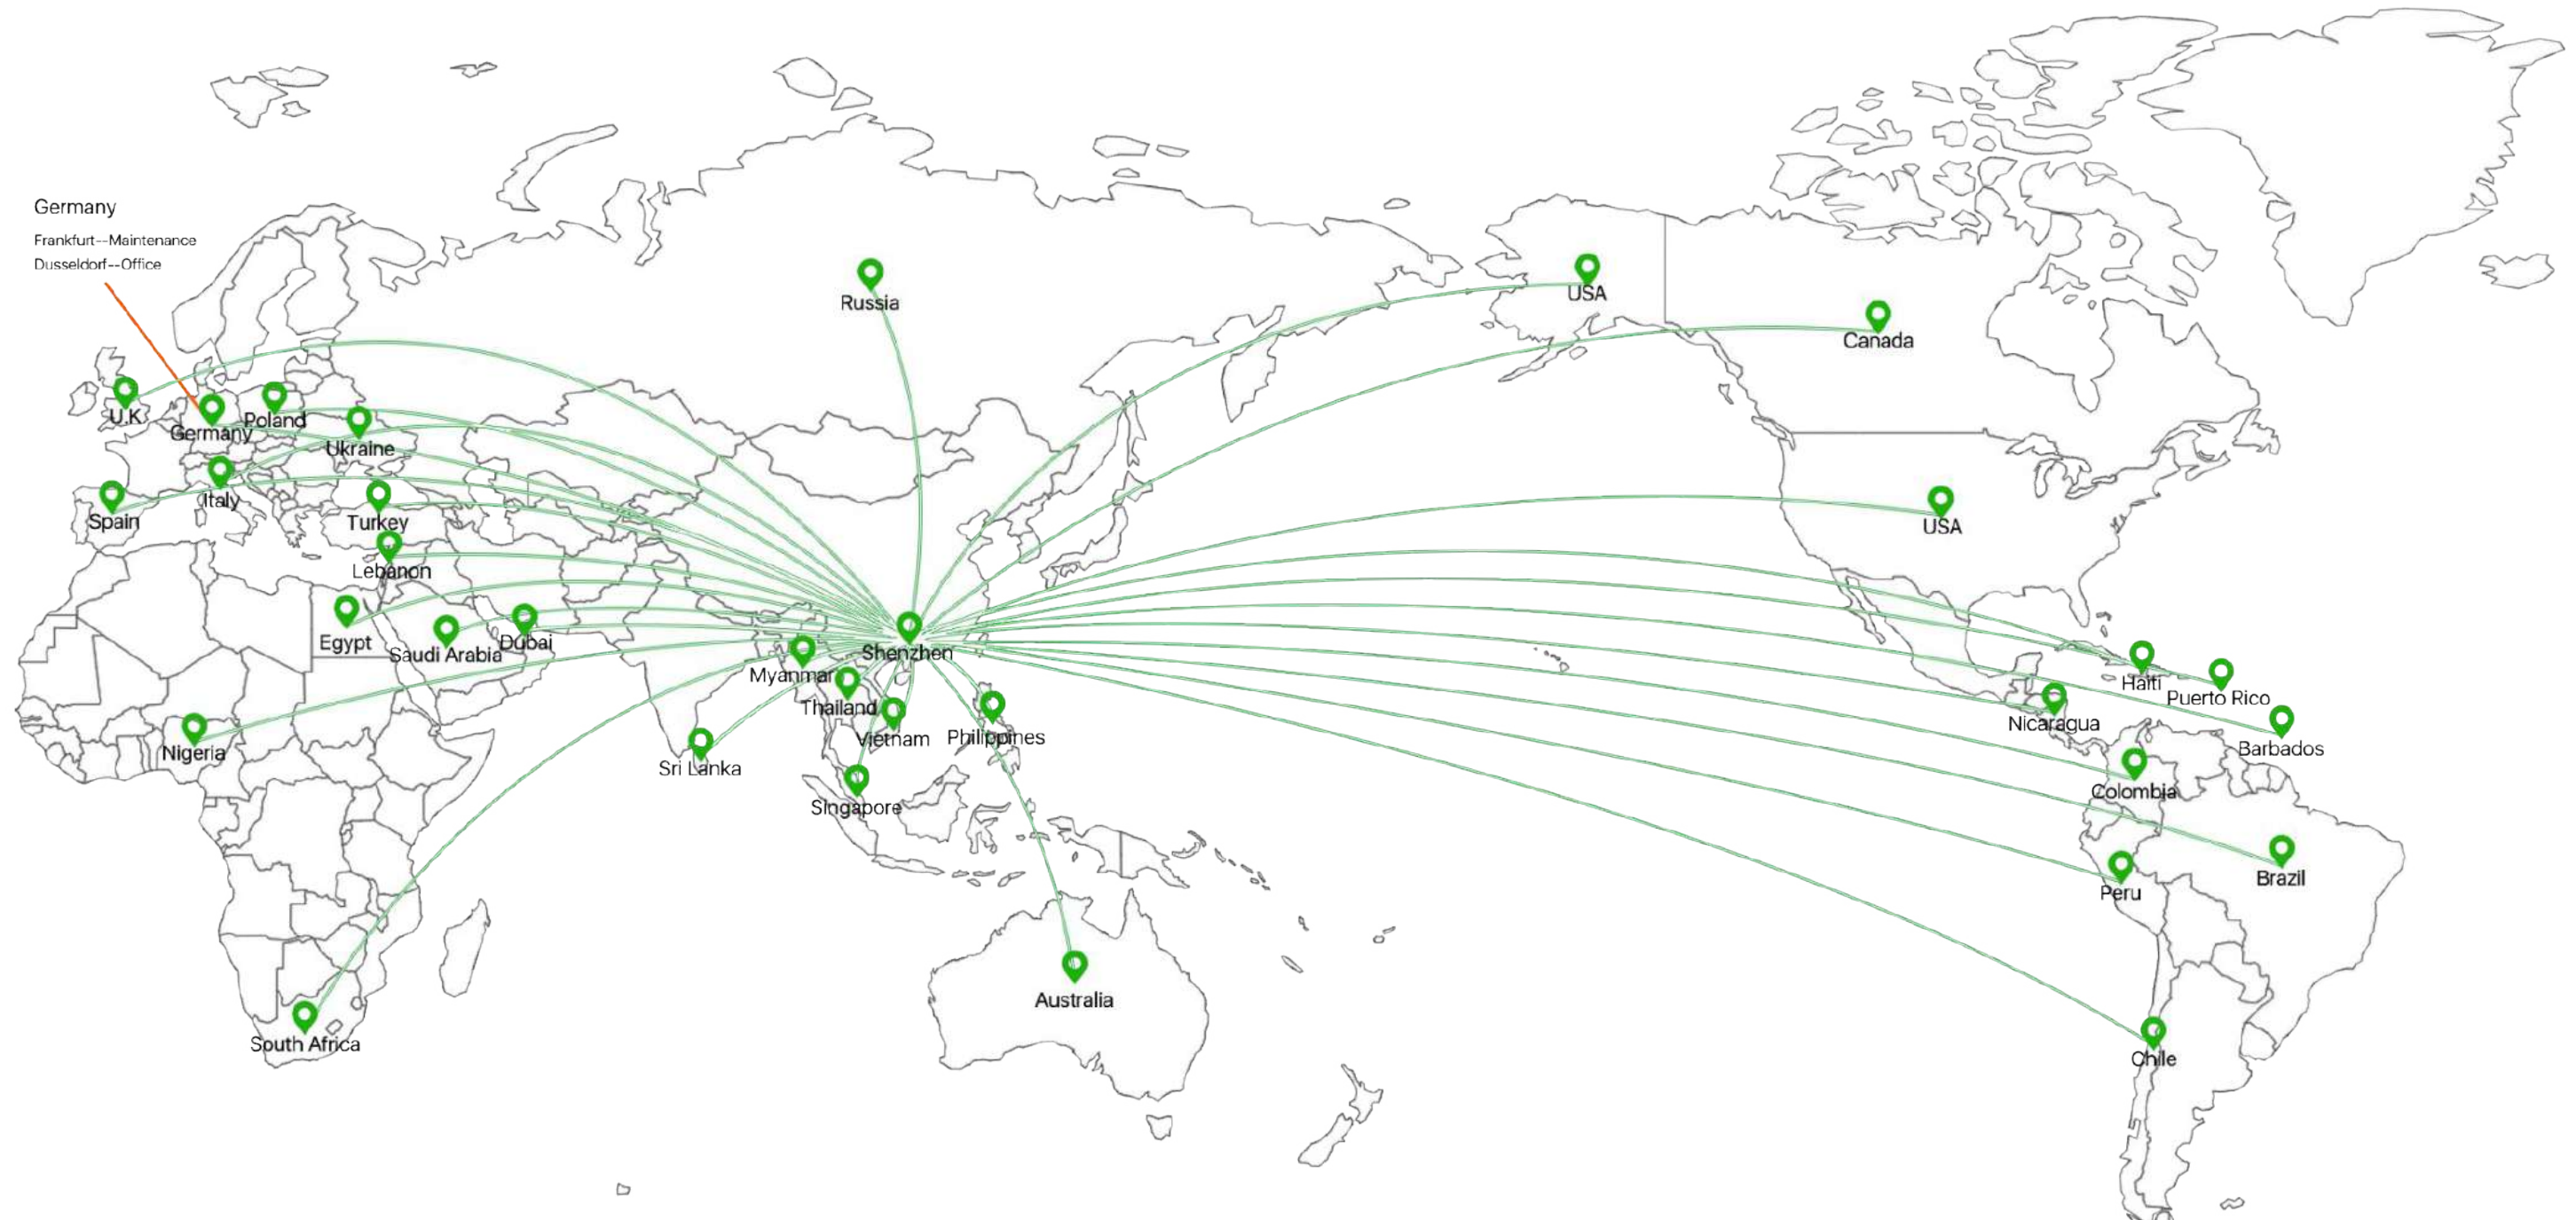 Germany
Frankfurt--Maintenance
Dusseldorf--Office
Russia
USA
Canada
U.K
Germany
Poland
Ukraine
Italy
Spain
Turkey
USA
Lebanon
Egypt
Saudi Arabia
Dubai
Shenzhen
Myanmar
Thailand
Vietnam
Philippines
Haiti
Puerto Rico
Nicaragua
Barbados
Nigeria
Sri Lanka
Singapore
Colombia
Brazil
Peru
Australia
South Africa
Chile